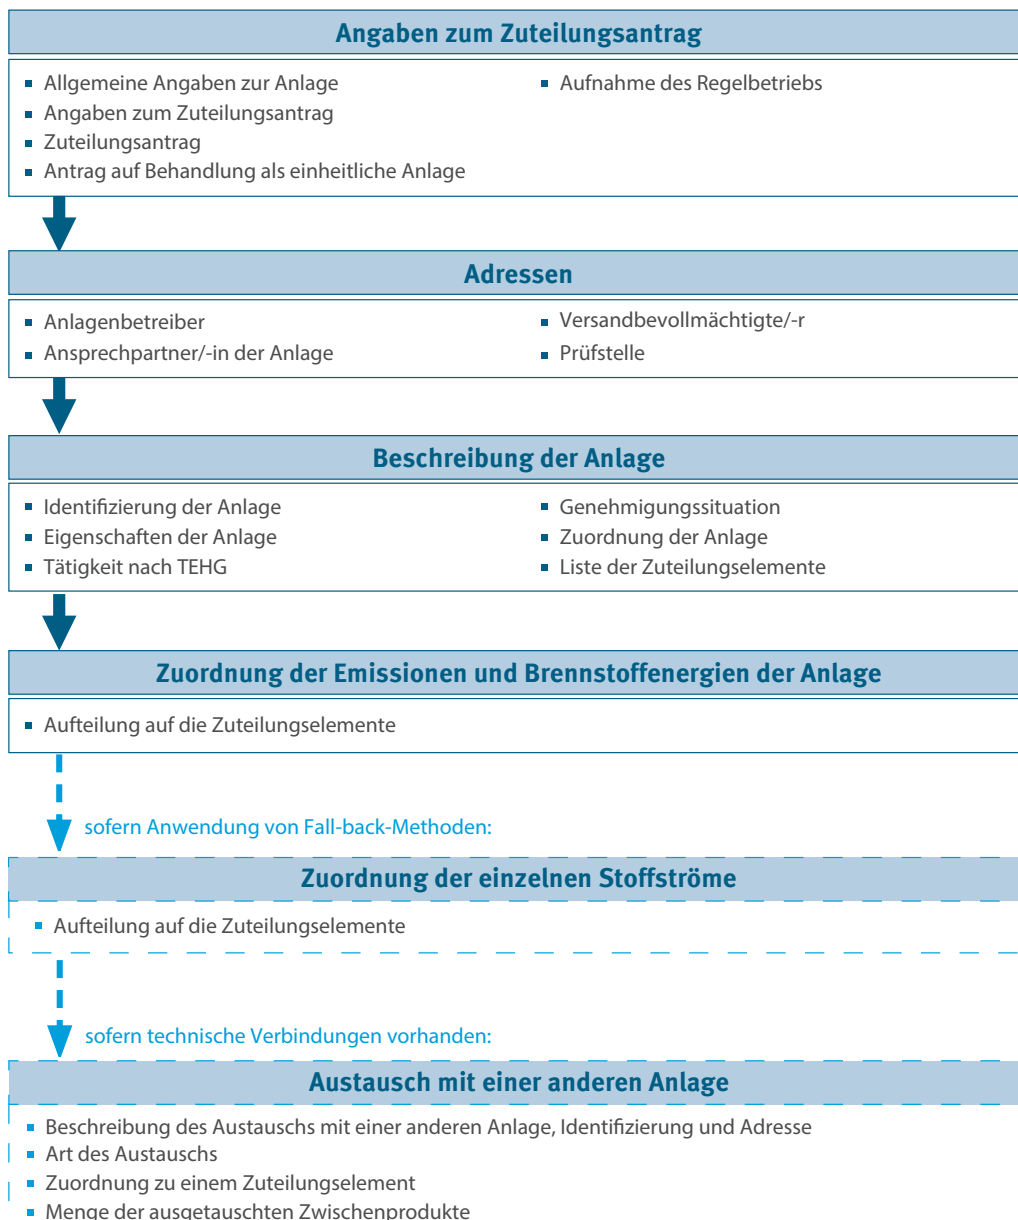 Angaben zum Zuteilungsantrag
Allgemeine Angaben zur Anlage
Angaben zum Zuteilungsantrag
Zuteilungsantrag
Antrag auf Behandlung als einheitliche Anlage
Aufnahme des Regelbetriebs
Adressen
Anlagenbetreiber
Ansprechpartner/-in der Anlage
Versandbevollmächtigte/-r
Prüfstelle
Beschreibung der Anlage
Identifizierung der Anlage
Eigenschaften der Anlage
Tätigkeit nach TEHG
Genehmigungssituation
Zuordnung der Anlage
Liste der Zuteilungselemente
Zuordnung der Emissionen und Brennstoffenergien der Anlage
Aufteilung auf die Zuteilungselemente
sofern Anwendung von Fall-back-Methoden:
Zuordnung der einzelnen Stoffströme
Aufteilung auf die Zuteilungselemente
sofern technische Verbindungen vorhanden:
Austausch mit einer anderen Anlage
Beschreibung des Austauschs mit einer anderen Anlage, Identifizierung und Adresse
Art des Austauschs
Zuordnung zu einem Zuteilungselement
Menge der ausgetauschten Zwischenprodukte